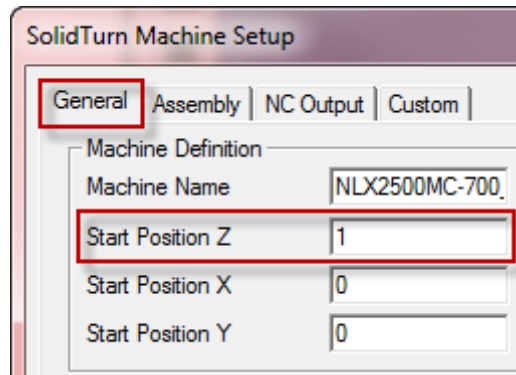 SolidTurn Machine Setup
General Assembly NC Output Custom
Machine Definition
Machine Name NLX2500MC-700_
Start Position Z 1
Start Position X 0
Start Position Y 0